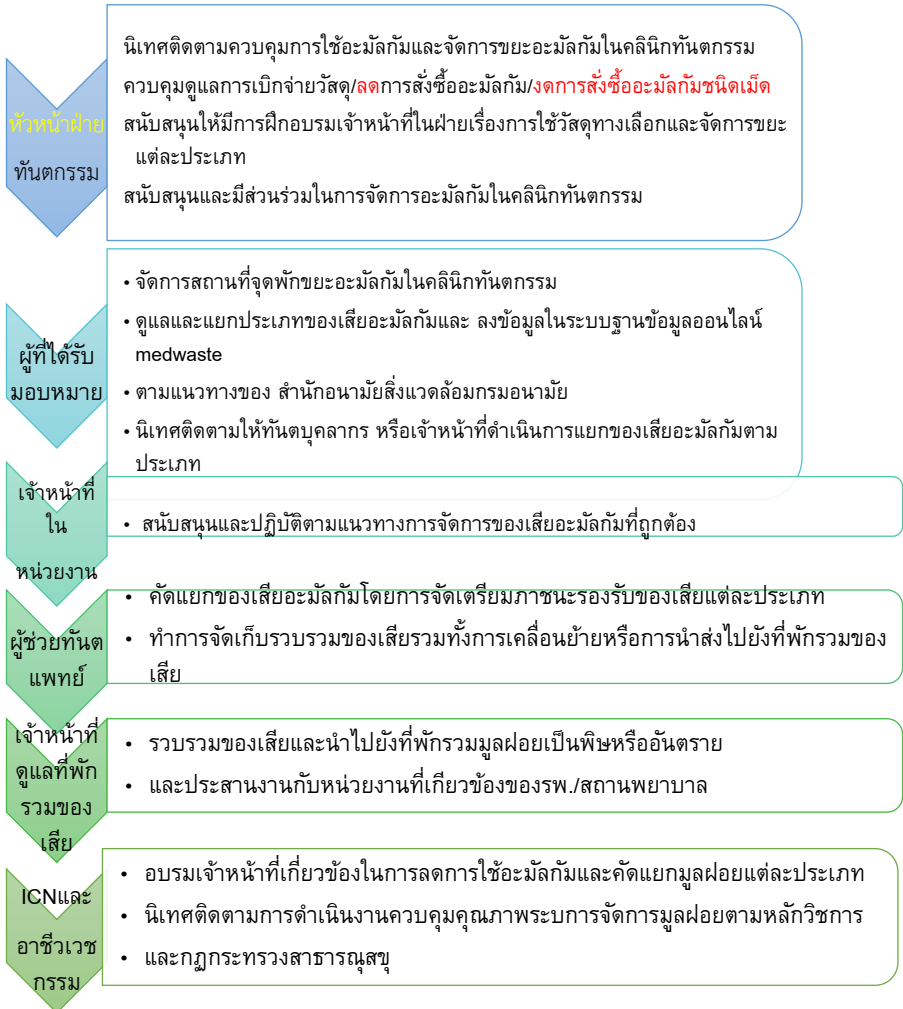 หัวหน้าฝ่าย
ทันตกรรม
นิเทศติดตามควบคุมการใช้อะมัลกัมและจัดการขยะอะมัลกัมในคลินิกทันตกรรม
ควบคุมดูแลการเบิกจ่ายวัสดุ/ลดการสั่งซื้ออะมัลกัม/งดการสั่งซื้ออะมัลกัมชนิดเม็ด
สนับสนุนให้มีการฝึกอบรมเจ้าหน้าที่ในฝ่ายเรื่องการใช้วัสดุทางเลือกและจัดการขยะ
แต่ละประเภท
สนับสนุนและมีส่วนร่วมในการจัดการอะมัลกัมในคลินิกทันตกรรม
ผู้ที่ได้รับ
มอบหมาย
• จัดการสถานที่จุดพักขยะอะมัลกัมในคลินิกทันตกรรม
• ดูแลและแยกประเภทของเสียอะมัลกัมและ ลงข้อมูลในระบบฐานข้อมูลออนไลน์
medwaste
• ตามแนวทางของ สำนักอนามัยสิ่งแวดล้อมกรมอนามัย
• นิเทศติดตามให้ทันตบุคลากร หรือเจ้าหน้าที่ดำเนินการแยกของเสียอะมัลกัมตาม
ประเภท
เจ้าหน้าที่
ใน
หน่วยงาน
• สนับสนุนและปฏิบัติตามแนวทางการจัดการของเสียอะมัลกัมที่ถูกต้อง
ผู้ช่วยทันต
แพทย์
• คัดแยกของเสียอะมัลกัมโดยการจัดเตรียมภาชนะรองรับของเสียแต่ละประเภท
• ทำการจัดเก็บรวบรวมของเสียรวมทั้งการเคลื่อนย้ายหรือการนำส่งไปยังที่พักรวมของ
เสีย
เจ้าหน้าที่
ดูแลที่พัก
รวมของ
เสีย
• รวบรวมของเสียและนำไปยังที่พักรวมมูลฝอยเป็นพิษหรืออันตราย
• และประสานงานกับหน่วยงานที่เกียวข้องของรพ./สถานพยาบาล
ICNและ
อาชีวเวช
กรรม
• อบรมเจ้าหน้าที่เกี่ยวข้องในการลดการใช้อะมัลกัมและคัดแยกมูลฝอยแต่ละประเภท
• นิเทศติดตามการดำเนินงานควบคุมคุณภาพระบการจัดการมูลฝอยตามหลักวิชการ
• และกฏกระทรวงสาธารณุสขุ